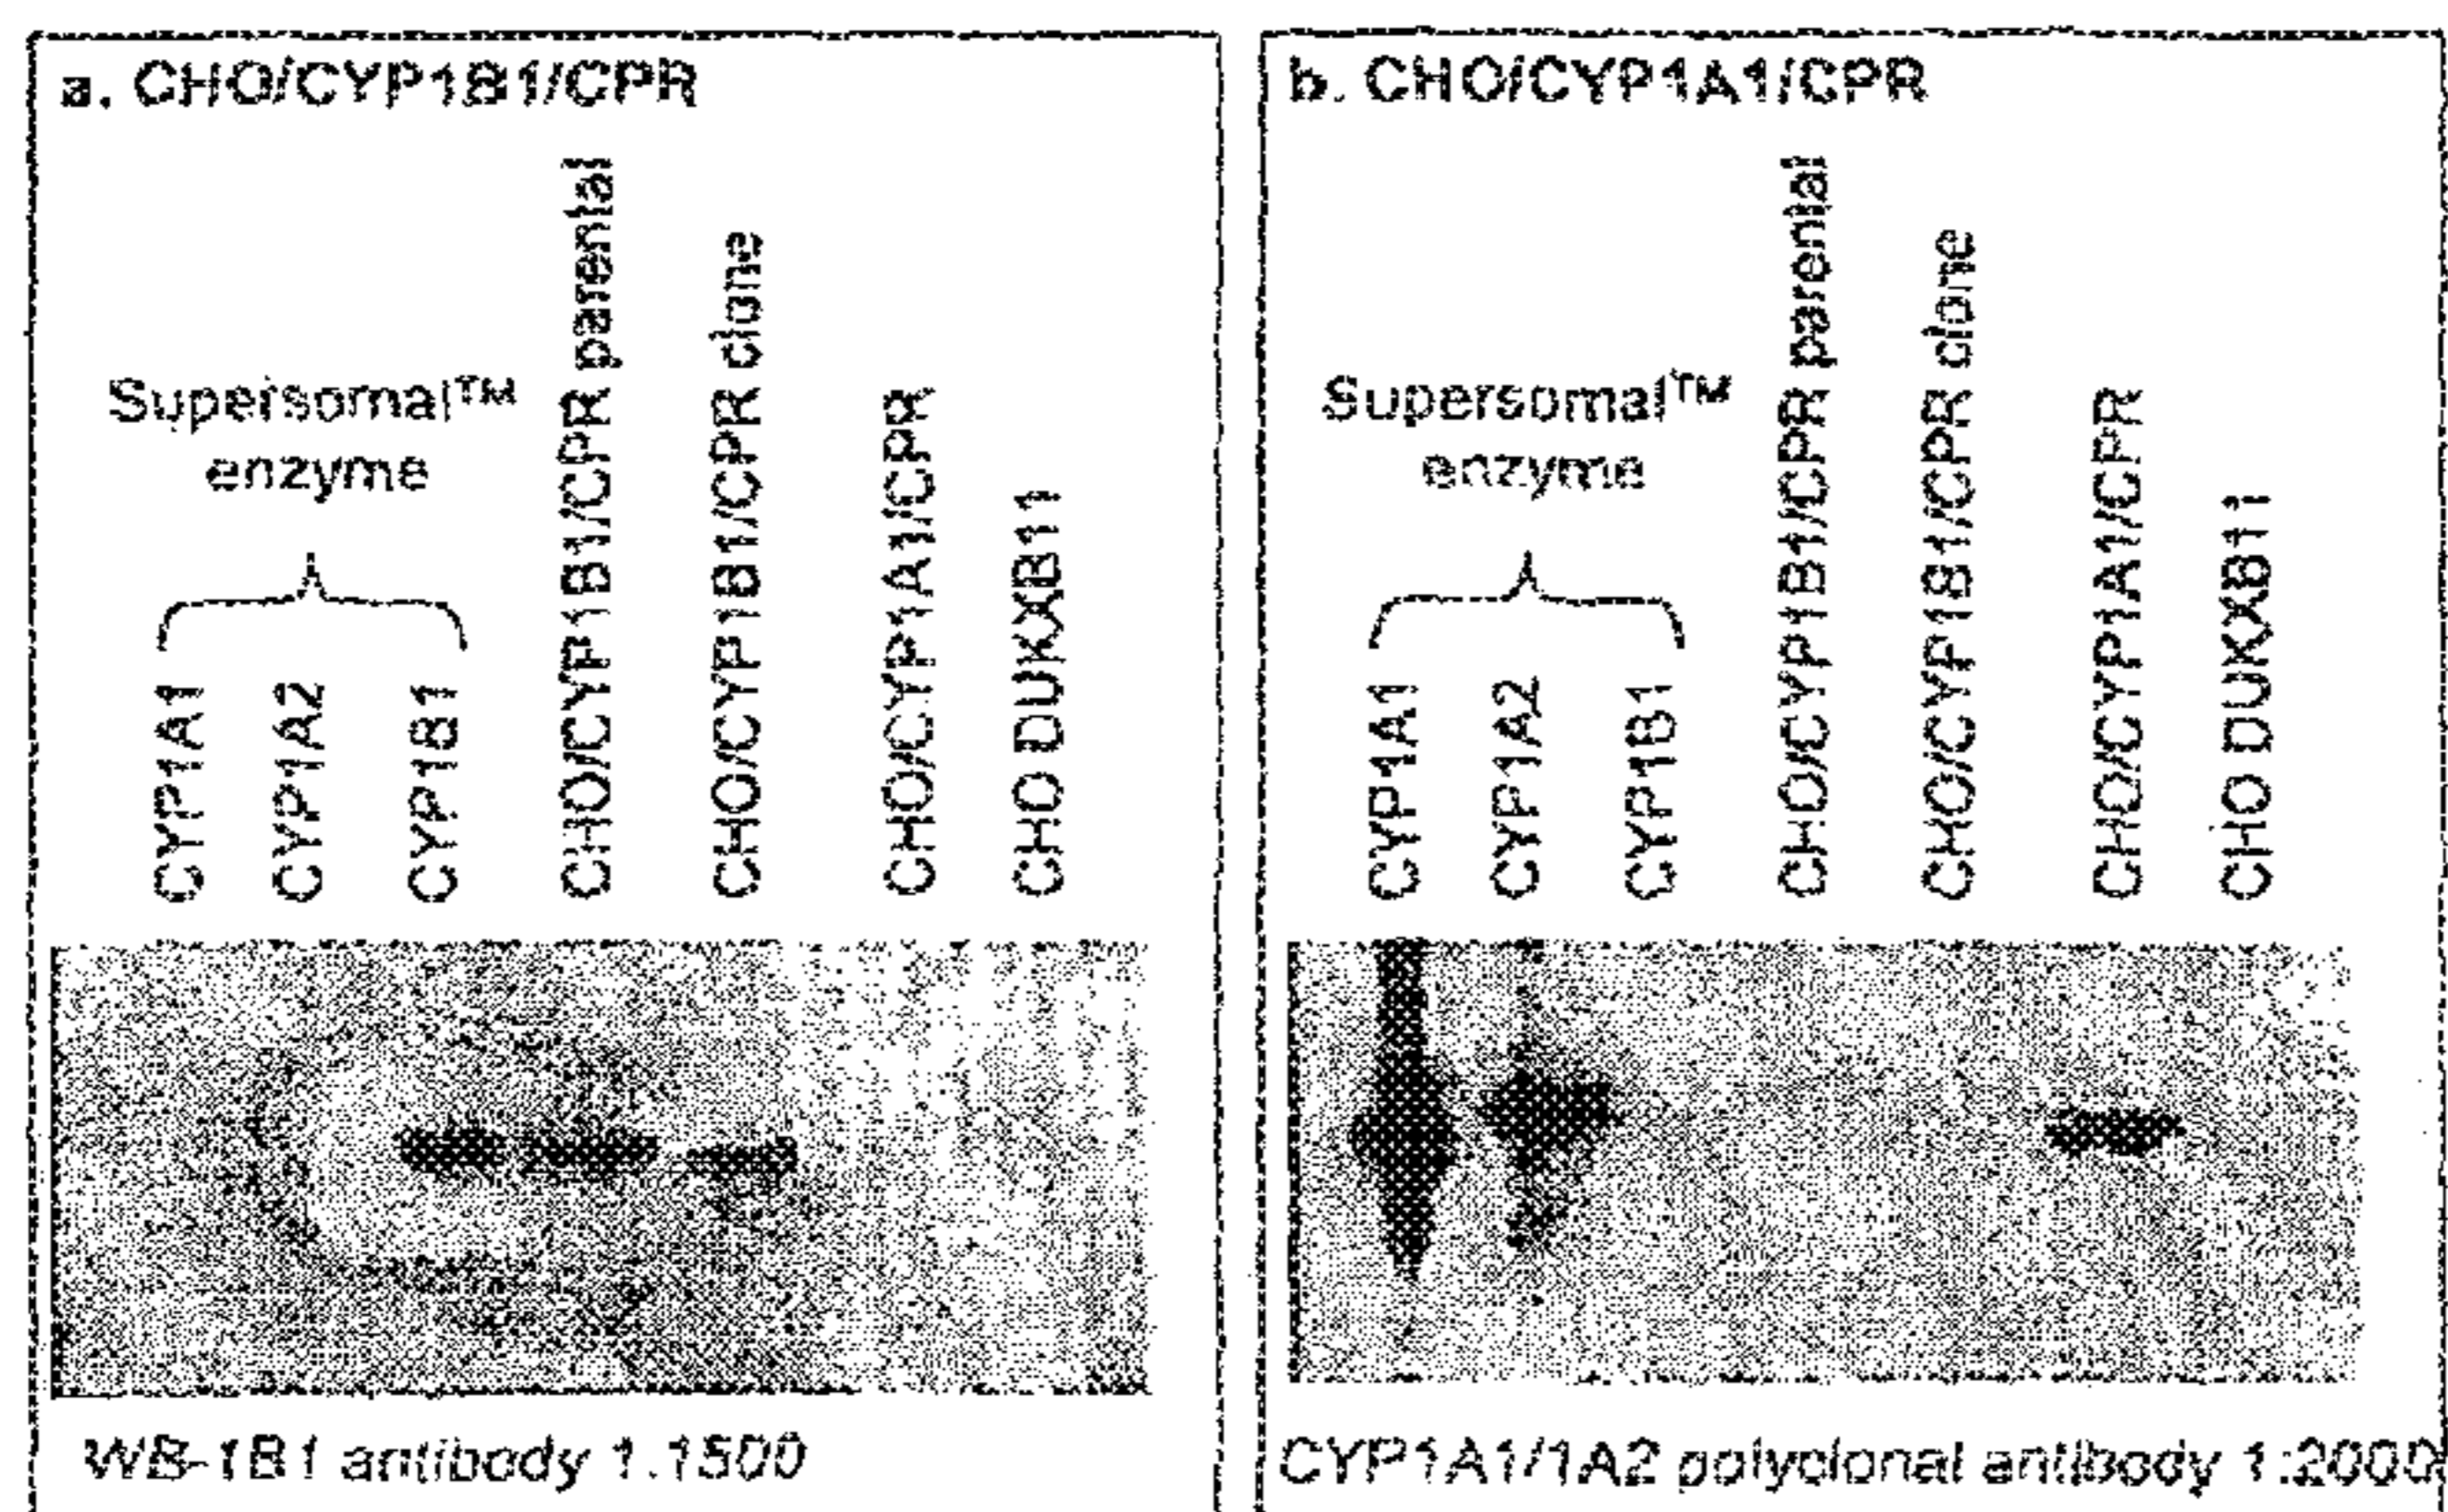 a. CHO/CYP1B1/CPR
Supersomal™
enzyme
CYP1A1
CYP1A2
CYP1B1
CHO/CYP1B1/CPR parental
CHO/CYP1B1/CPR clone
CHO/CYP1A1/CPR
CHO DUKXB11
WB-1B1 antibody 1:1500
b. CHO/CYP1A1/CPR
Supersomal™
enzyme
CYP1A1
CYP1A2
CYP1B1
CHO/CYP1B1/CPR parental
CHO/CYP1B1/CPR clone
CHO/CYP1A1/CPR
CHO DUKXB11
CYP1A1/1A2 polyclonal antibody 1:2000